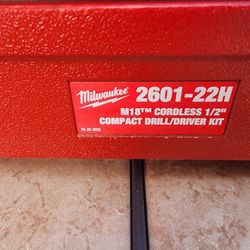 Milwaukee
2601-22H
M18™ CORDLESS 1/2"
COMPACT DRILL/DRIVER KIT